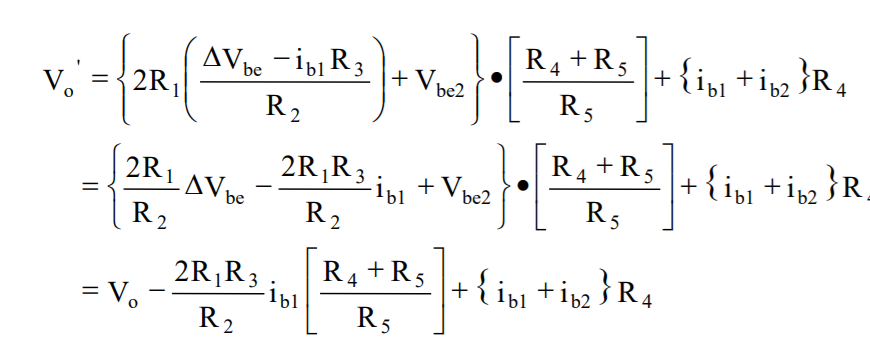 V_o' = {2R_1((ΔV_be − i_b1 R_3)/R_2) + V_be2} • [(R_4 + R_5)/R_5] + {i_b1 + i_b2}R_4
= {(2R_1/R_2)ΔV_be − (2R_1R_3/R_2)i_b1 + V_be2} • [(R_4 + R_5)/R_5] + {i_b1 + i_b2}R
= V_o − (2R_1R_3/R_2)i_b1[(R_4 + R_5)/R_5] + {i_b1 + i_b2}R_4